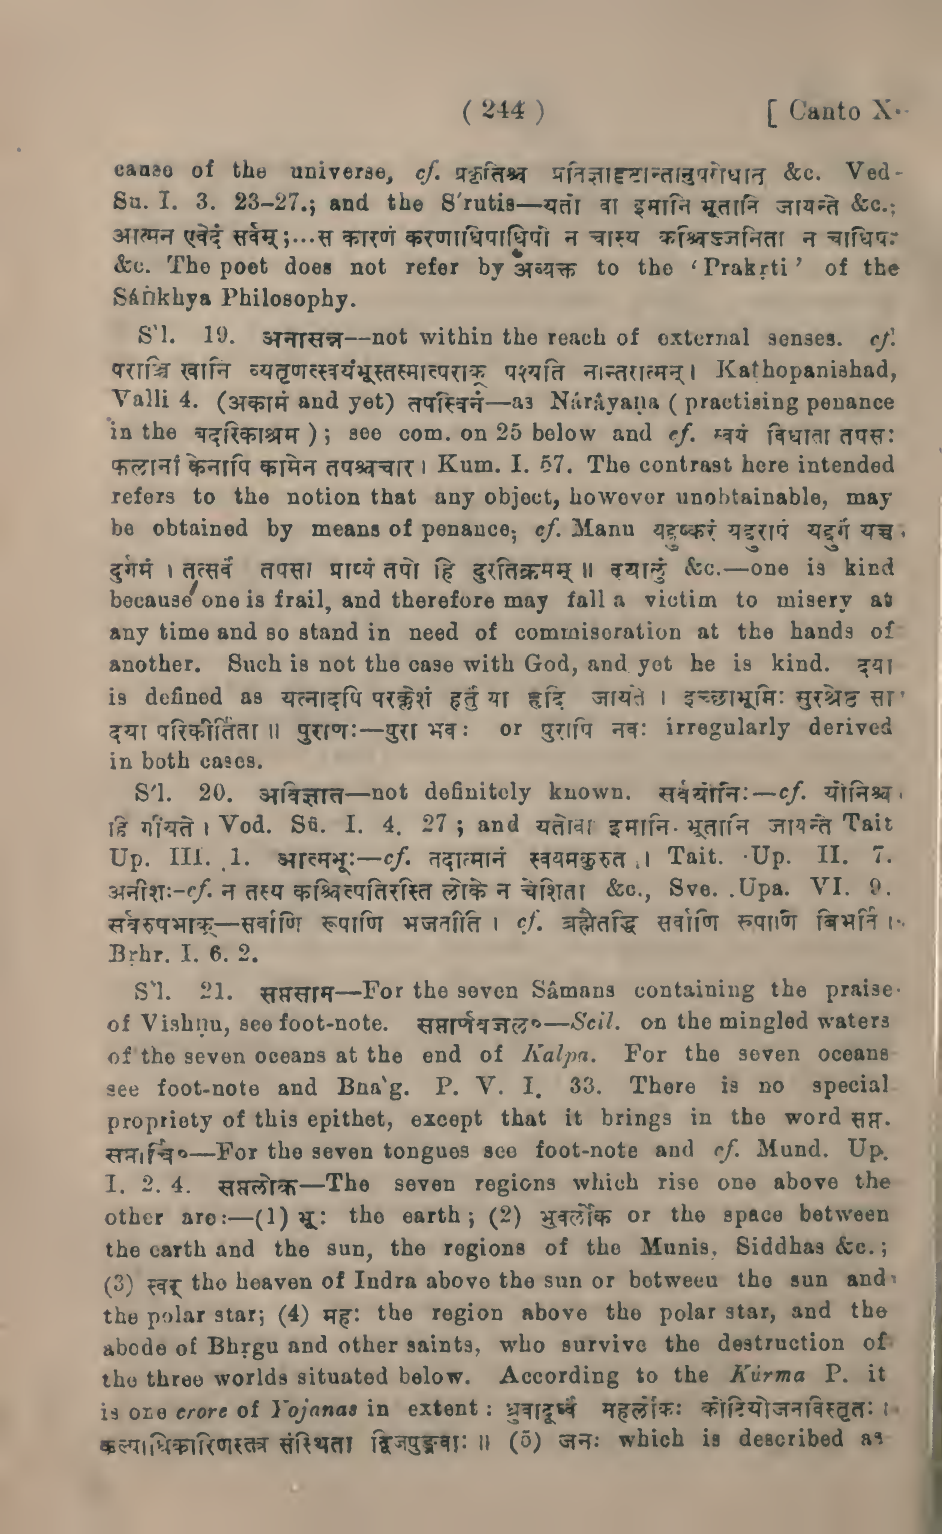 ( 244 ) [ Canto X.
cause of the universe, cf. प्रकृतिश्च प्रतिज्ञादृष्टान्तानुपरोधात् &c. Ved-
Su. I. 3. 23–27.; and the S'rutis—यतो वा इमानि भूतानि जायन्ते &c.;
आत्मन एवेदं सर्वम्;...स कारणं करणाधिपाधिपो न चास्य कश्चिज्जनिता न चाधिपः
&c. The poet does not refer by अव्यक्त to the ‘Prakṛti’ of the
Sáṅkhya Philosophy.
S'l. 19. अनासन्न--not within the reach of external senses. cf.
पराञ्चि खानि व्यतृणत्स्वयंभूस्तस्मात्पराक् पश्यति नान्तरात्मन्। Kathopanishad,
Valli 4. (अकामं and yet) तपस्विनं—as Nárâyaṇa ( practising penance
in the बदरिकाश्रम ); see com. on 25 below and cf. स्वयं विधाता तपसः
फलानां केनापि कामेन तपश्चचार। Kum. I. 57. The contrast here intended
refers to the notion that any object, however unobtainable, may
be obtained by means of penance; cf. Manu यद्दुष्करं यद्दुरापं यद्दुर्गं यच्च
दुर्गमं । तत्सर्वं तपसा प्राप्यं तपो हि दुरतिक्रमम् ॥ दयालुं &c.—one is kind
because one is frail, and therefore may fall a victim to misery at
any time and so stand in need of commiseration at the hands of
another. Such is not the case with God, and yet he is kind. दया
is defined as यत्नादपि परक्लेशं हर्तुं या हृदि जायते । इच्छाभूमिः सुरश्रेष्ठ सा
दया परिकीर्तिता ॥ पुराणः—पुरा भवः or पुरापि नवः irregularly derived
in both cases.
S'l. 20. अविज्ञात—not definitely known. सर्वयोनिः—cf. योनिश्च
हि गीयते। Ved. Sû. I. 4. 27 ; and यतोवा इमानि भूतानि जायन्ते Tait
Up. III. 1. आत्मभूः—cf. तदात्मानं स्वयमकुरुत । Tait. Up. II. 7.
अनीशः-cf. न तस्य कश्चित्पतिरस्ति लोके न चेशिता &c., Sve. Upa. VI. 9.
सर्वरुपभाक्—सर्वाणि रूपाणि भजतीति । cf. ब्रह्मैतद्धि सर्वाणि रुपाणि बिभर्ति ।
Bṛhr. I. 6. 2.
S'l. 21. सप्तसाम—For the seven Sâmans containing the praise
of Vishṇu, see foot-note. सप्तार्णवजल०—Scil. on the mingled waters
of the seven oceans at the end of Kalpa. For the seven oceans
see foot-note and Bha'g. P. V. I. 33. There is no special
propriety of this epithet, except that it brings in the word सप्त.
सप्तार्चि०—For the seven tongues see foot-note and cf. Mund. Up.
I. 2. 4. सप्तलोक—The seven regions which rise one above the
other are:—(1) भूः the earth; (2) भुवर्लोक or the space between
the earth and the sun, the regions of the Munis, Siddhas &c.;
(3) स्वर् the heaven of Indra above the sun or between the sun and
the polar star; (4) महः the region above the polar star, and the
abode of Bhṛgu and other saints, who survive the destruction of
the three worlds situated below. According to the Kúrma P. it
is one crore of Yojanas in extent : ध्रुवादूर्ध्वं महर्लोकः कोटियोजनविस्तृतः ।
कल्पाधिकारिणस्तत्र संस्थिता द्विजपुङ्गवाः ॥ (5) जनः which is described as